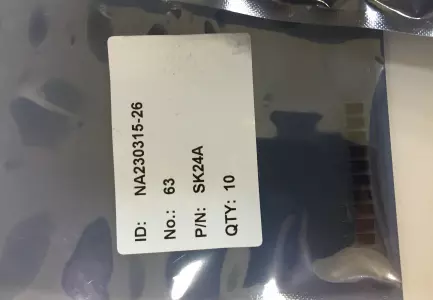 ID: NA230315-26
No.: 63
P/N: SK24A
QTY: 10